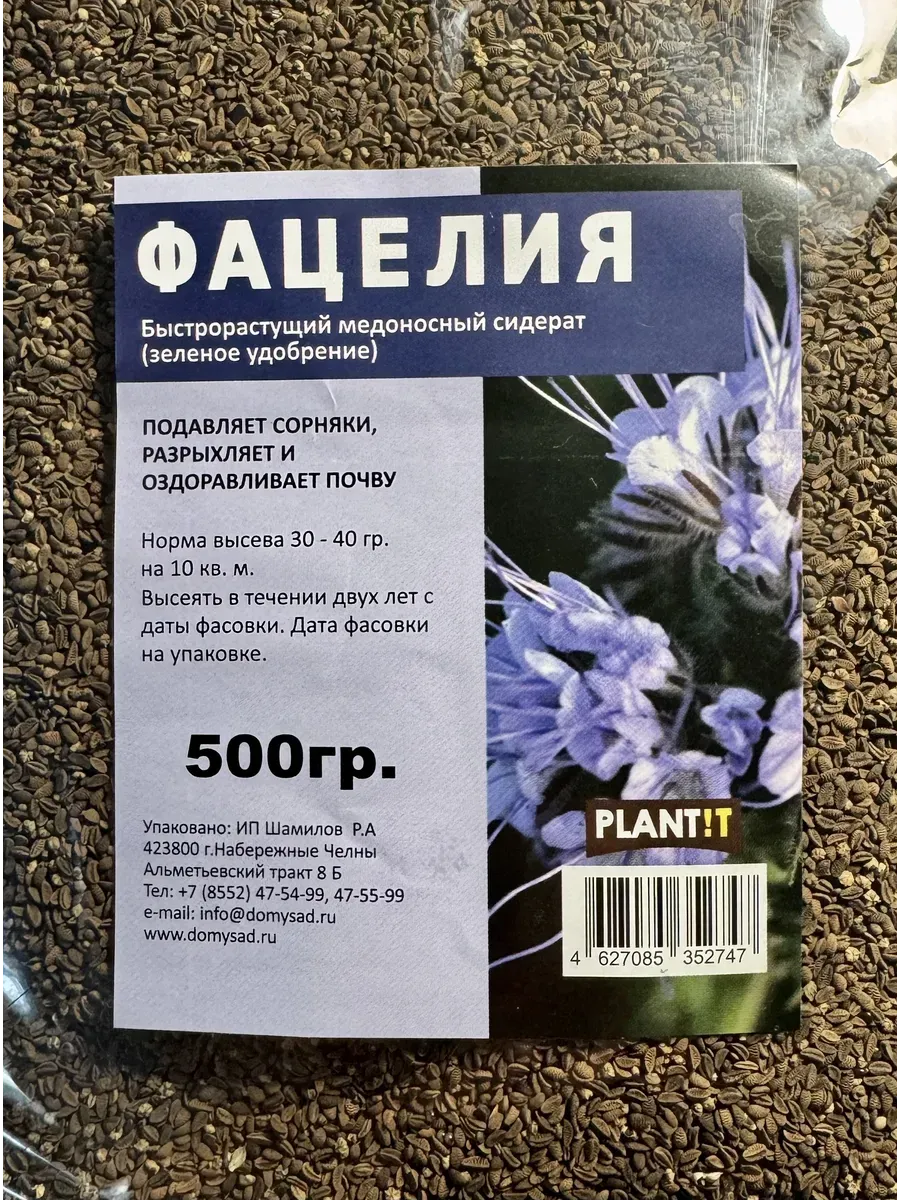 ФАЦЕЛИЯ
Быстрорастущий медоносный сидерат
(зеленое удобрение)
ПОДАВЛЯЕТ СОРНЯКИ,
РАЗРЫХЛЯЕТ И
ОЗДОРАВЛИВАЕТ ПОЧВУ
Норма высева 30 - 40 гр.
на 10 кв. м.
Высеять в течении двух лет с
даты фасовки. Дата фасовки
на упаковке.
500гр.
Упаковано: ИП Шамилов Р.А
423800 г.Набережные Челны
Альметьевский тракт 8 Б
Тел: +7 (8552) 47-54-99, 47-55-99
e-mail: info@domysad.ru
www.domysad.ru
PLANT!T
4 627085 352747